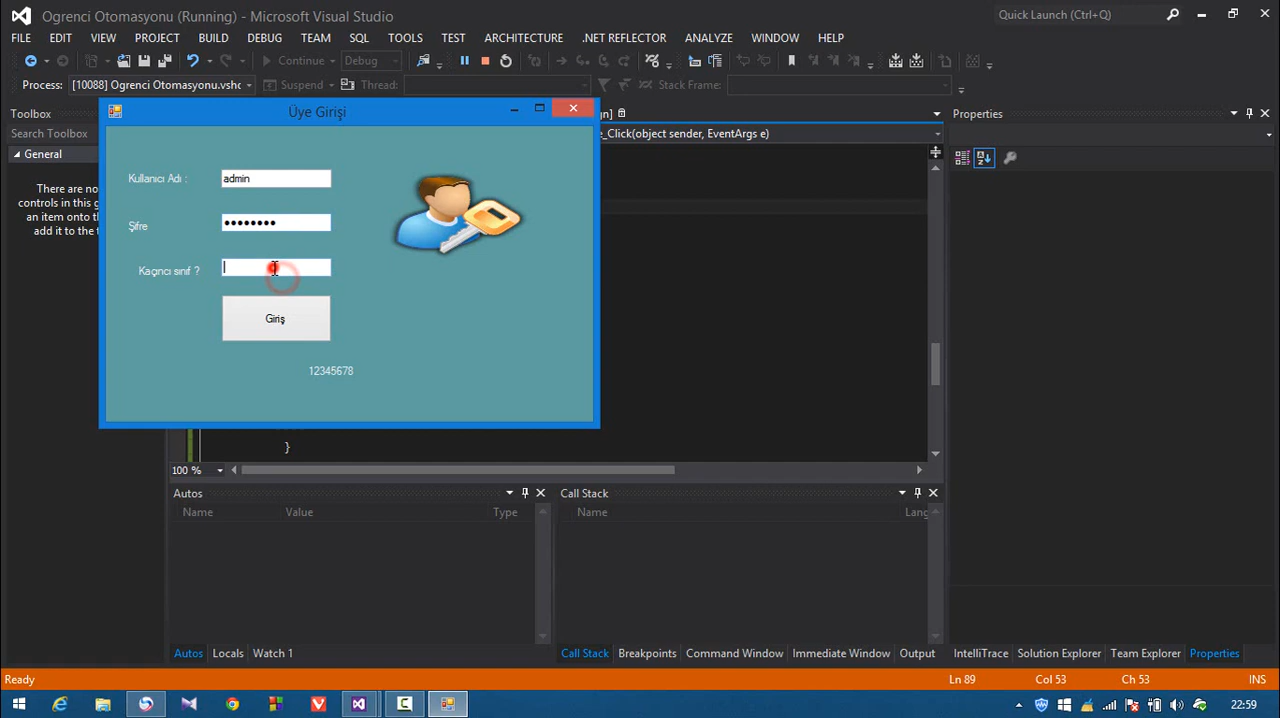 Ogrenci Otomasyonu (Running) - Microsoft Visual Studio
Quick Launch (Ctrl+Q)
FILE EDIT VIEW PROJECT BUILD DEBUG TEAM SQL TOOLS TEST ARCHITECTURE .NET REFLECTOR ANALYZE WINDOW HELP
Continue Debug
Process: [10088] Ogrenci Otomasyonu.vshc Suspend Thread: Stack Frame:
Toolbox
Üye Girişi
ign]
Properties
Search Toolbox
_Click(object sender, EventArgs e)
General
There are no
controls in this g
an item onto th
add it to the t
Kullanıcı Adı : admin
Şifre ••••••••
Kaçıncı sınıf ?
Giriş
12345678
}
100 %
Autos
Call Stack
Name Value Type
Name Lang
Autos Locals Watch 1
Call Stack Breakpoints Command Window Immediate Window Output
IntelliTrace Solution Explorer Team Explorer Properties
Ready
Ln 89 Col 53 Ch 53 INS
22:59